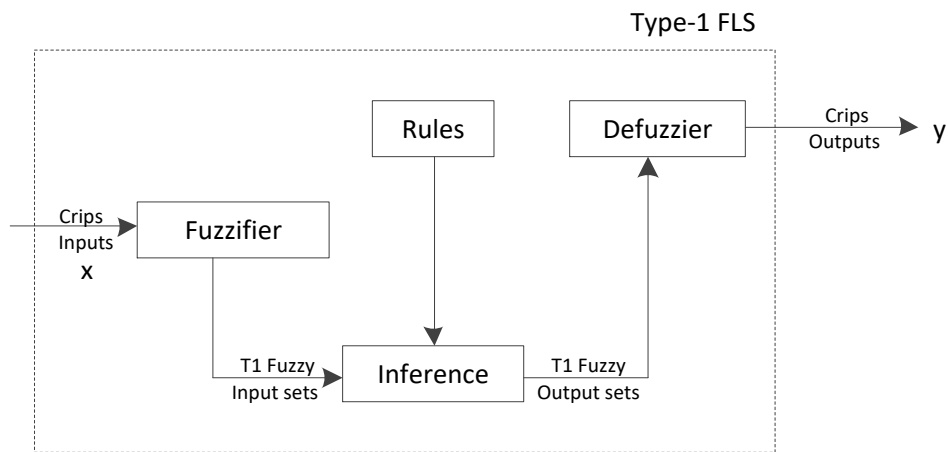 Type-1 FLS
Rules
Defuzzier
Crips
Outputs
y
Crips
Inputs
x
Fuzzifier
T1 Fuzzy
Input sets
Inference
T1 Fuzzy
Output sets